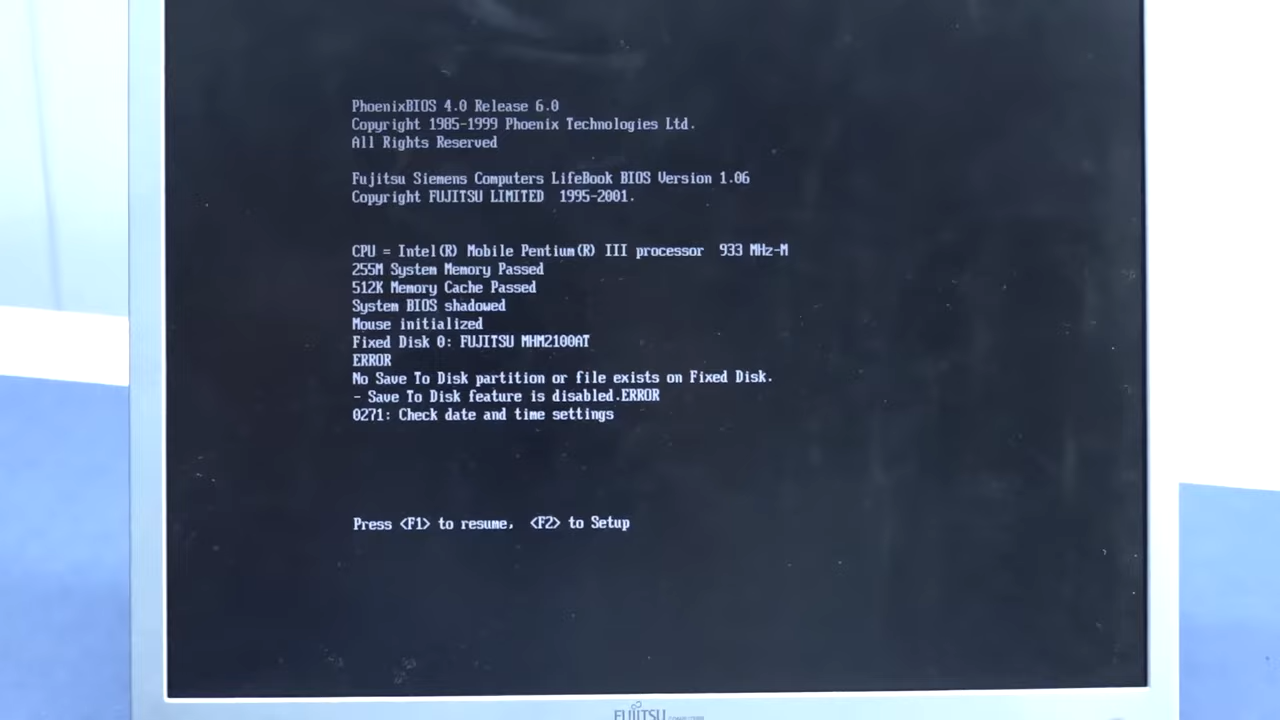 PhoenixBIOS 4.0 Release 6.0
Copyright 1985-1999 Phoenix Technologies Ltd.
All Rights Reserved
Fujitsu Siemens Computers LifeBook BIOS Version 1.06
Copyright FUJITSU LIMITED  1995-2001.
CPU = Intel(R) Mobile Pentium(R) III processor  933 MHz-M
255M System Memory Passed
512K Memory Cache Passed
System BIOS shadowed
Mouse initialized
Fixed Disk 0: FUJITSU MHM2100AT
ERROR
No Save To Disk partition or file exists on Fixed Disk.
- Save To Disk feature is disabled.ERROR
0271: Check date and time settings
Press <F1> to resume,  <F2> to Setup
FUJITSU